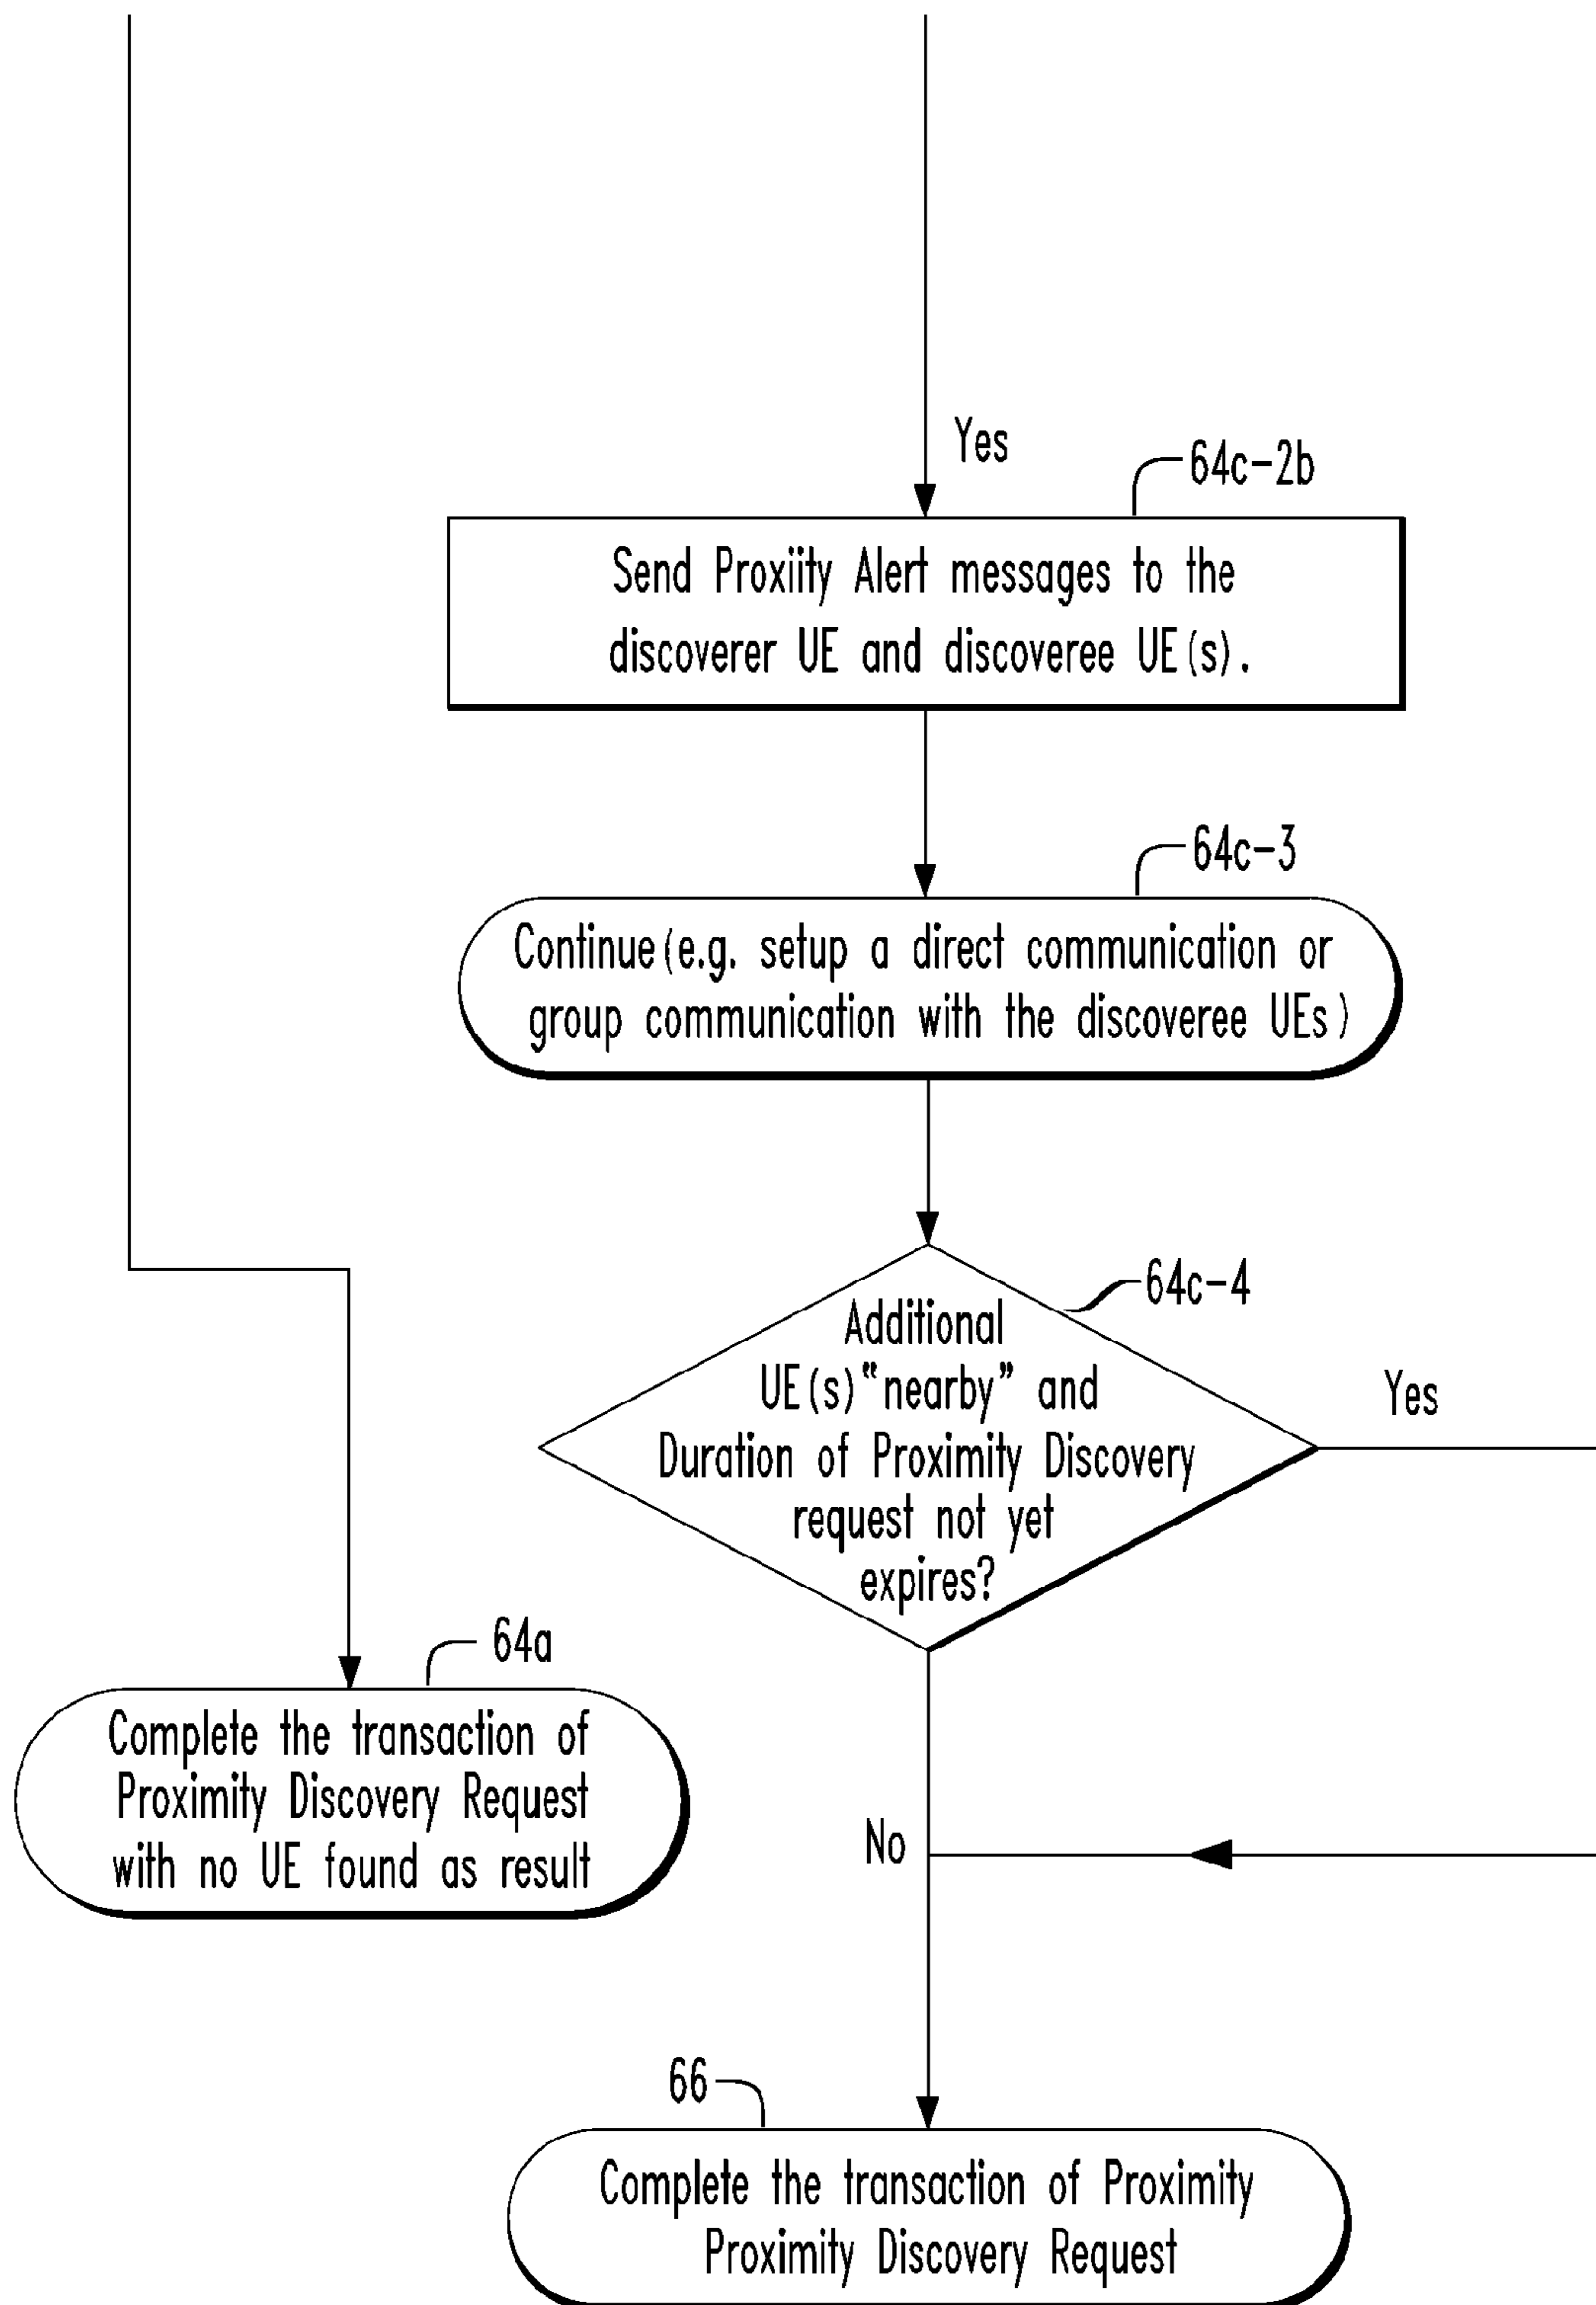 Yes
64c-2b
Send Proxiity Alert messages to the
discoverer UE and discoveree UE(s).
64c-3
Continue(e.g. setup a direct communication or
group communication with the discoveree UEs)
64c-4
Additional
UE(s)"nearby" and
Duration of Proximity Discovery
request not yet
expires?
Yes
64a
Complete the transaction of
Proximity Discovery Request
with no UE found as result
No
66
Complete the transaction of Proximity
Proximity Discovery Request